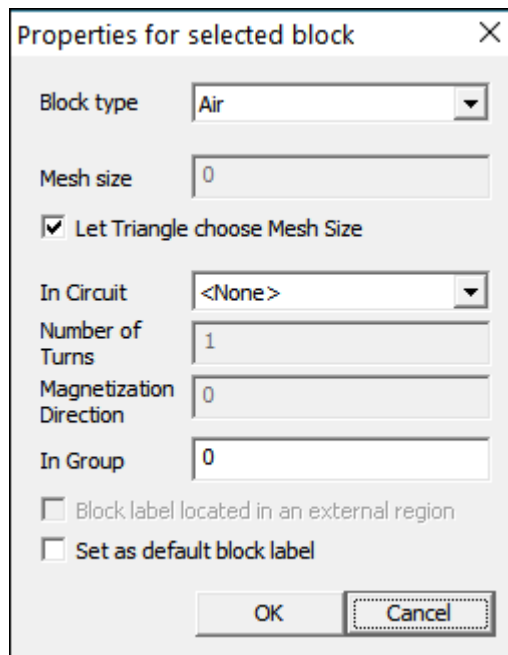 Properties for selected block
Block type
Air
Mesh size
0
Let Triangle choose Mesh Size
In Circuit
<None>
Number of
Turns
1
Magnetization
Direction
0
In Group
0
Block label located in an external region
Set as default block label
OK
Cancel